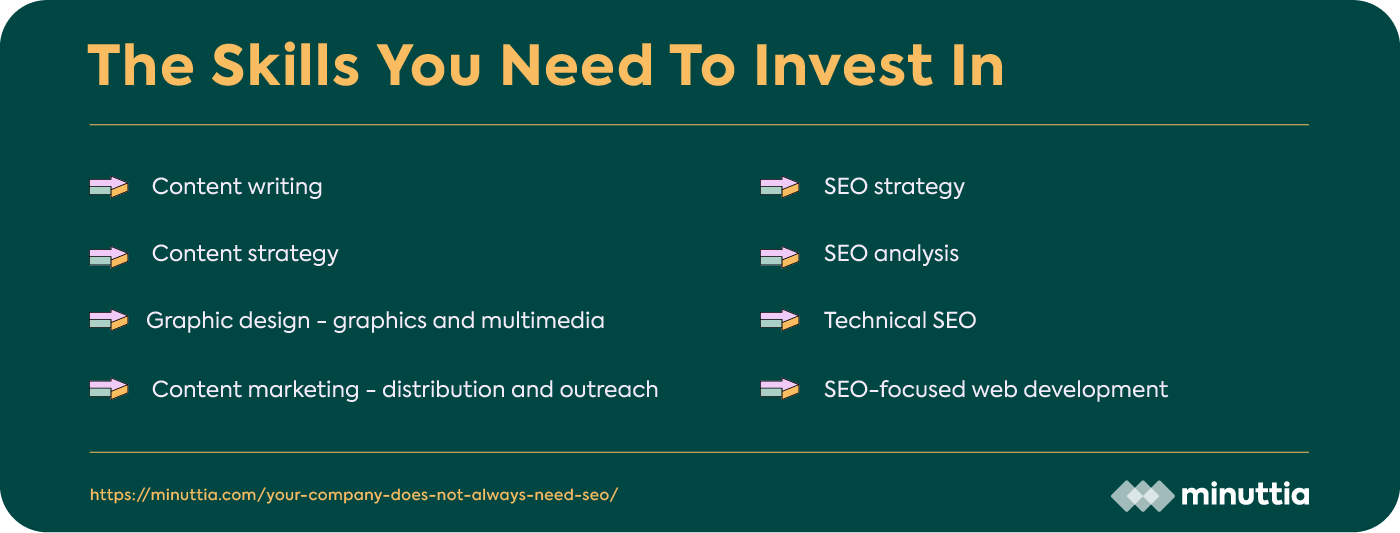 The Skills You Need To Invest In
Content writing
Content strategy
Graphic design - graphics and multimedia
Content marketing - distribution and outreach
SEO strategy
SEO analysis
Technical SEO
SEO-focused web development
https://minuttia.com/your-company-does-not-always-need-seo/
minuttia